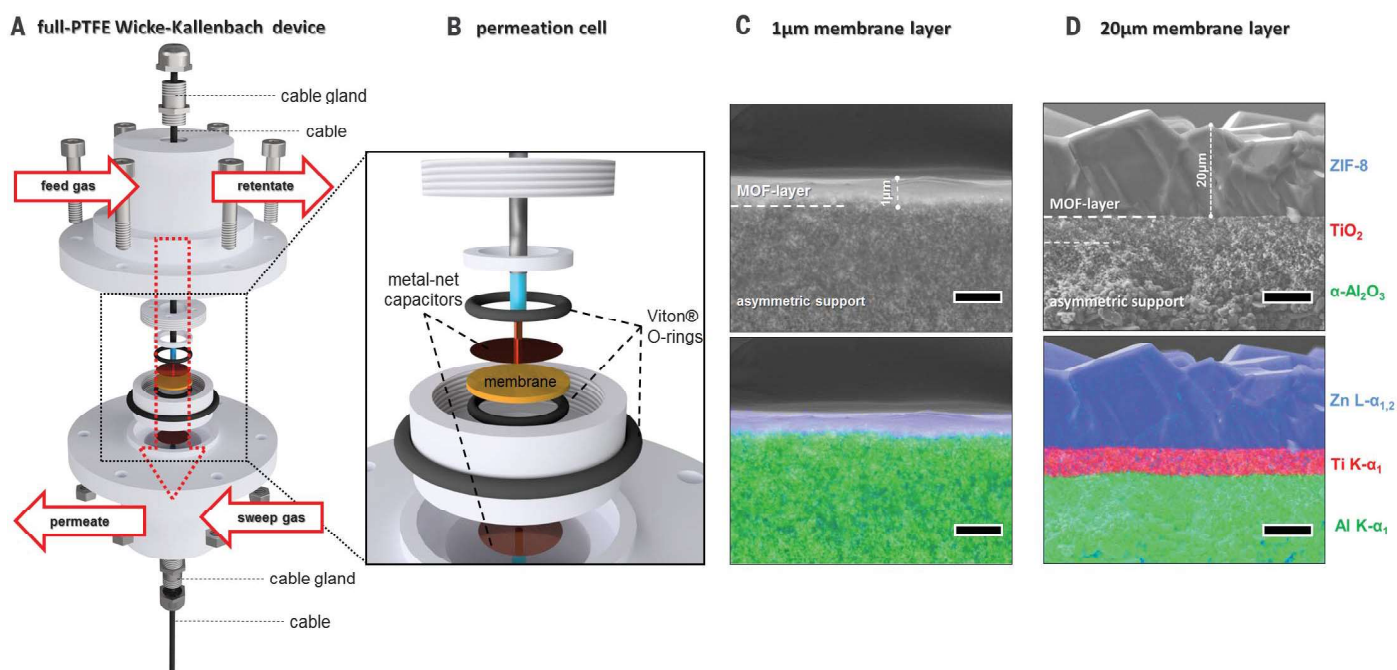 A full-PTFE Wicke-Kallenbach device
cable gland
cable
feed gas
retentate
permeate
sweep gas
cable gland
cable
B permeation cell
metal-net
capacitors
Viton®
O-rings
membrane
C 1µm membrane layer
MOF-layer
1µm
asymmetric support
D 20µm membrane layer
20µm
MOF-layer
asymmetric support
ZIF-8
TiO₂
α-Al₂O₃
Zn L-α₁,₂
Ti K-α₁
Al K-α₁